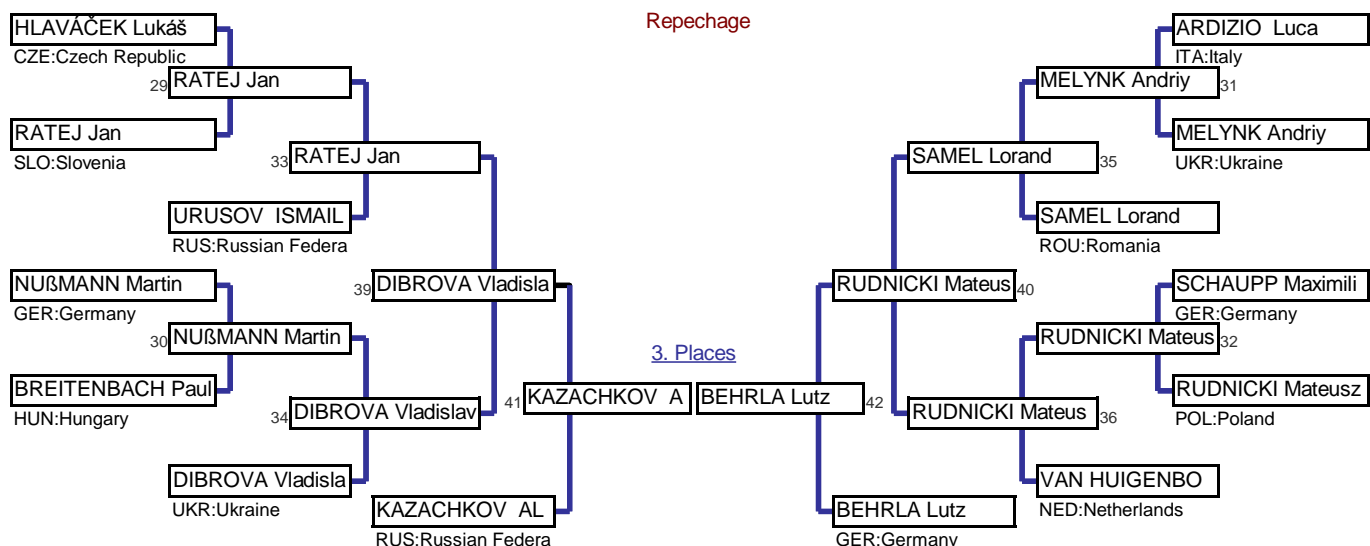 Repechage
HLAVÁČEK Lukáš
CZE:Czech Republic
29 RATEJ Jan
RATEJ Jan
SLO:Slovenia
33 RATEJ Jan
URUSOV ISMAIL
RUS:Russian Federa
39 DIBROVA Vladisla
NUßMANN Martin
GER:Germany
30 NUßMANN Martin
BREITENBACH Paul
HUN:Hungary
34 DIBROVA Vladislav
DIBROVA Vladisla
UKR:Ukraine
3. Places
41 KAZACHKOV A
KAZACHKOV AL
RUS:Russian Federa
ARDIZIO Luca
ITA:Italy
MELYNK Andriy 31
MELYNK Andriy
UKR:Ukraine
SAMEL Lorand 35
SAMEL Lorand
ROU:Romania
RUDNICKI Mateus 40
SCHAUPP Maximili
GER:Germany
RUDNICKI Mateus 32
RUDNICKI Mateusz
POL:Poland
BEHRLA Lutz 42
RUDNICKI Mateus 36
VAN HUIGENBO
NED:Netherlands
BEHRLA Lutz
GER:Germany